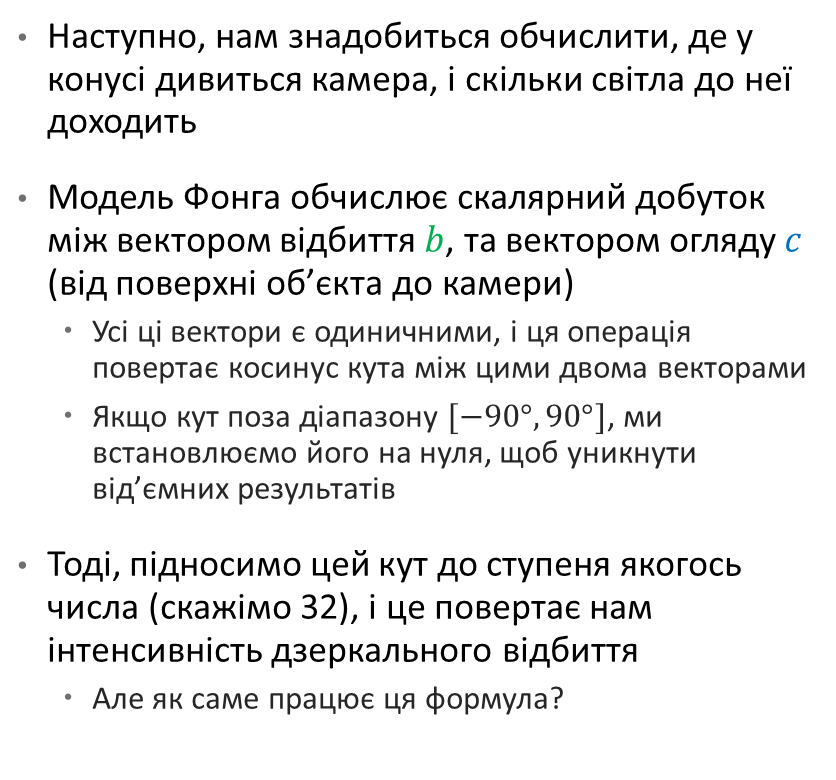 • Наступно, нам знадобиться обчислити, де у
конусі дивиться камера, і скільки світла до неї
доходить
• Модель Фонга обчислює скалярний добуток
між вектором відбиття b, та вектором огляду c
(від поверхні об’єкта до камери)
• Усі ці вектори є одиничними, і ця операція
повертає косинус кута між цими двома векторами
• Якщо кут поза діапазону [−90°, 90°], ми
встановлюємо його на нуля, щоб уникнути
від’ємних результатів
• Тоді, підносимо цей кут до ступеня якогось
числа (скажімо 32), і це повертає нам
інтенсивність дзеркального відбиття
• Але як саме працює ця формула?